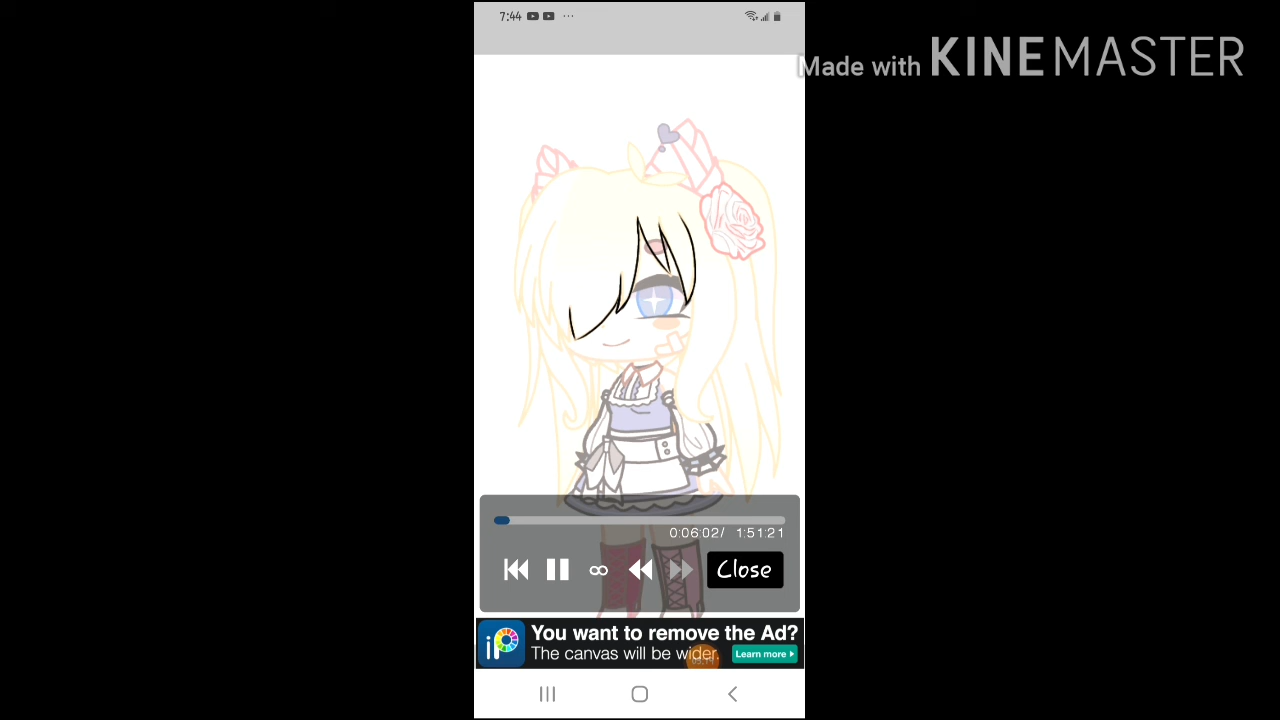 7:44
Made with KINEMASTER
0:06:02/ 1:51:21
Close
iP
You want to remove the Ad?
The canvas will be wider.
Learn more